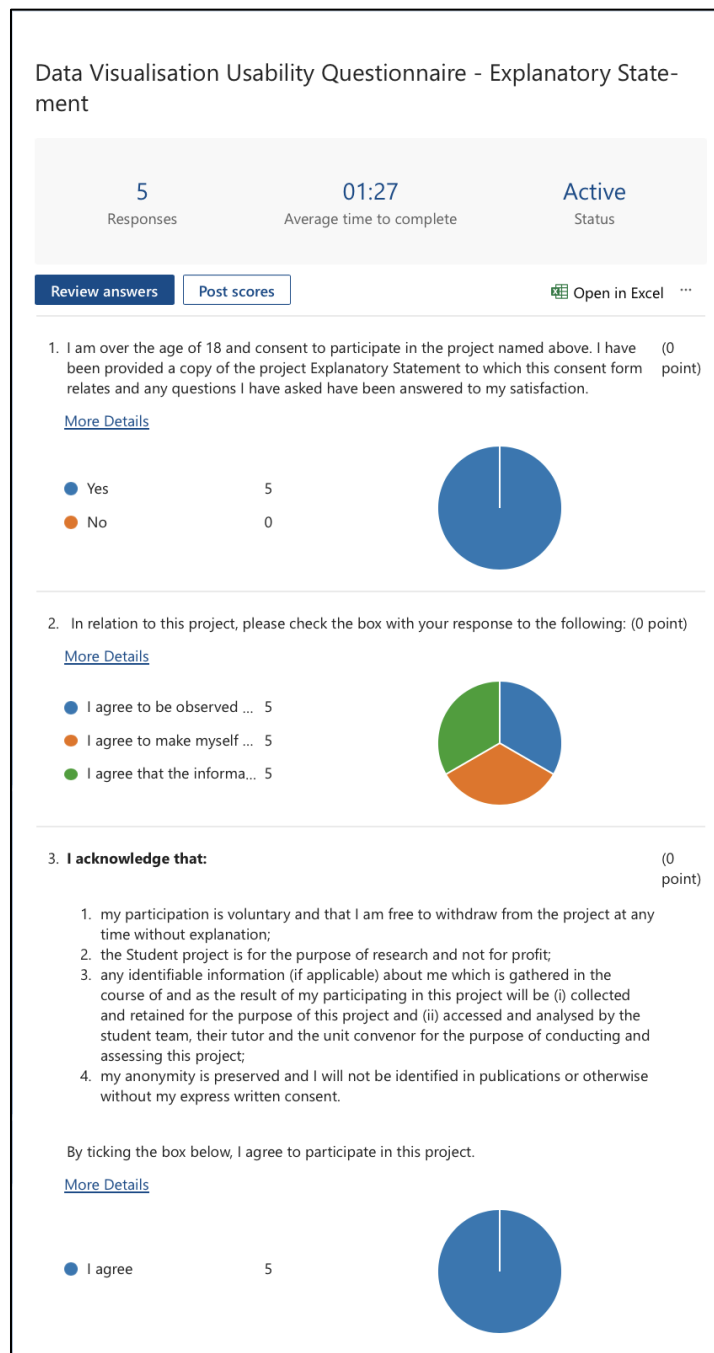 Data Visualisation Usability Questionnaire - Explanatory State-
ment
5
Responses
01:27
Average time to complete
Active
Status
Review answers
Post scores
Open in Excel ...
1. I am over the age of 18 and consent to participate in the project named above. I have (0
been provided a copy of the project Explanatory Statement to which this consent form point)
relates and any questions I have asked have been answered to my satisfaction.
More Details
Yes 5
No 0
2. In relation to this project, please check the box with your response to the following: (0 point)
More Details
I agree to be observed ... 5
I agree to make myself ... 5
I agree that the informa... 5
3. I acknowledge that: (0
point)
1. my participation is voluntary and that I am free to withdraw from the project at any
time without explanation;
2. the Student project is for the purpose of research and not for profit;
3. any identifiable information (if applicable) about me which is gathered in the
course of and as the result of my participating in this project will be (i) collected
and retained for the purpose of this project and (ii) accessed and analysed by the
student team, their tutor and the unit convenor for the purpose of conducting and
assessing this project;
4. my anonymity is preserved and I will not be identified in publications or otherwise
without my express written consent.
By ticking the box below, I agree to participate in this project.
More Details
I agree 5